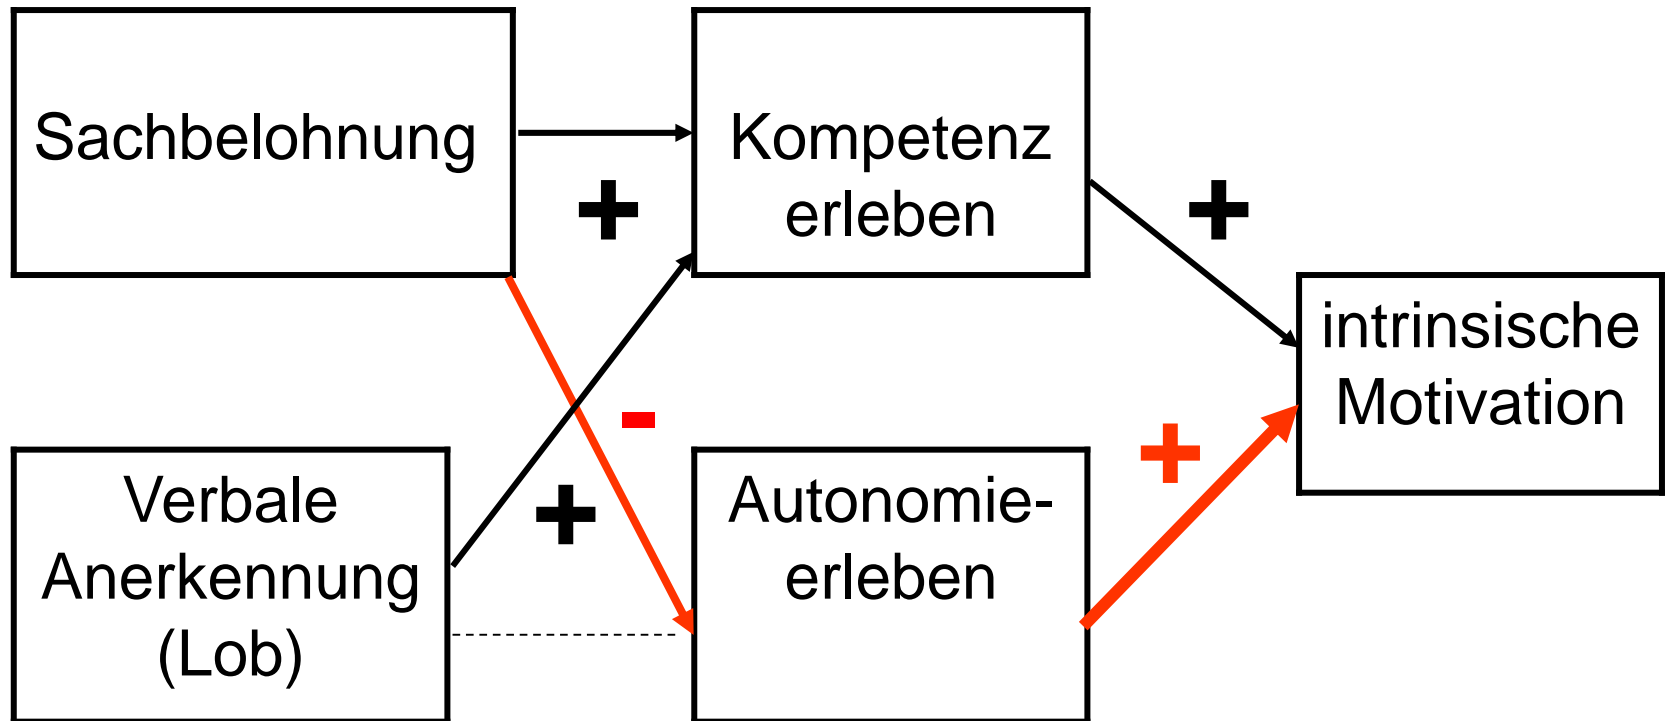 Sachbelohnung
+
Kompetenz
erleben
+
intrinsische
Motivation
Verbale
Anerkennung
(Lob)
-
+
Autonomie-
erleben
+